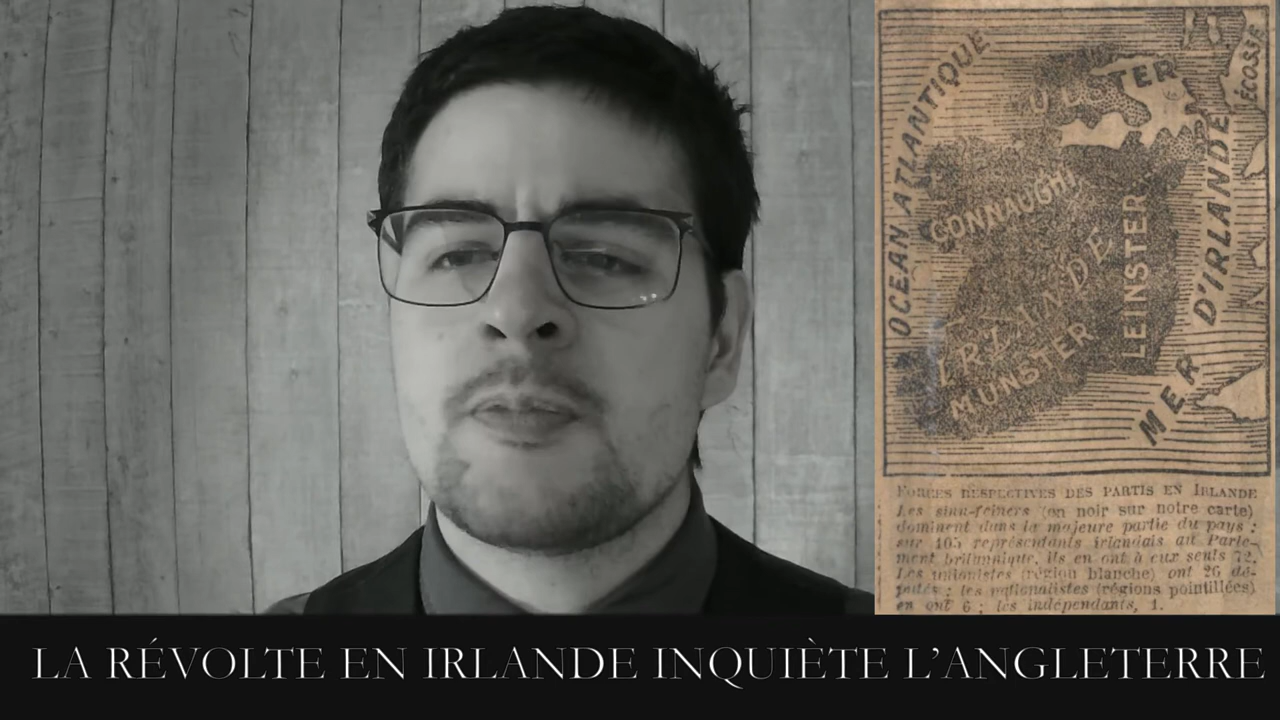 OCÉAN ATLANTIQUE
ULSTER
ÉCOSSE
CONNAUGHT
IRLANDE
LEINSTER
MUNSTER
MER D'IRLANDE
FORCES RESPECTIVES DES PARTIS EN IRLANDE
Les sinn-feiners (en noir sur notre carte)
dominent dans la majeure partie du pays ;
sur 105 représentants irlandais au Parle-
ment britannique, ils en ont à eux seuls 72.
Les unionistes (région blanche) ont 26 dé-
putés ; les nationalistes (régions pointillées)
en ont 6 ; les indépendants, 1.
LA RÉVOLTE EN IRLANDE INQUIÈTE L'ANGLETERRE